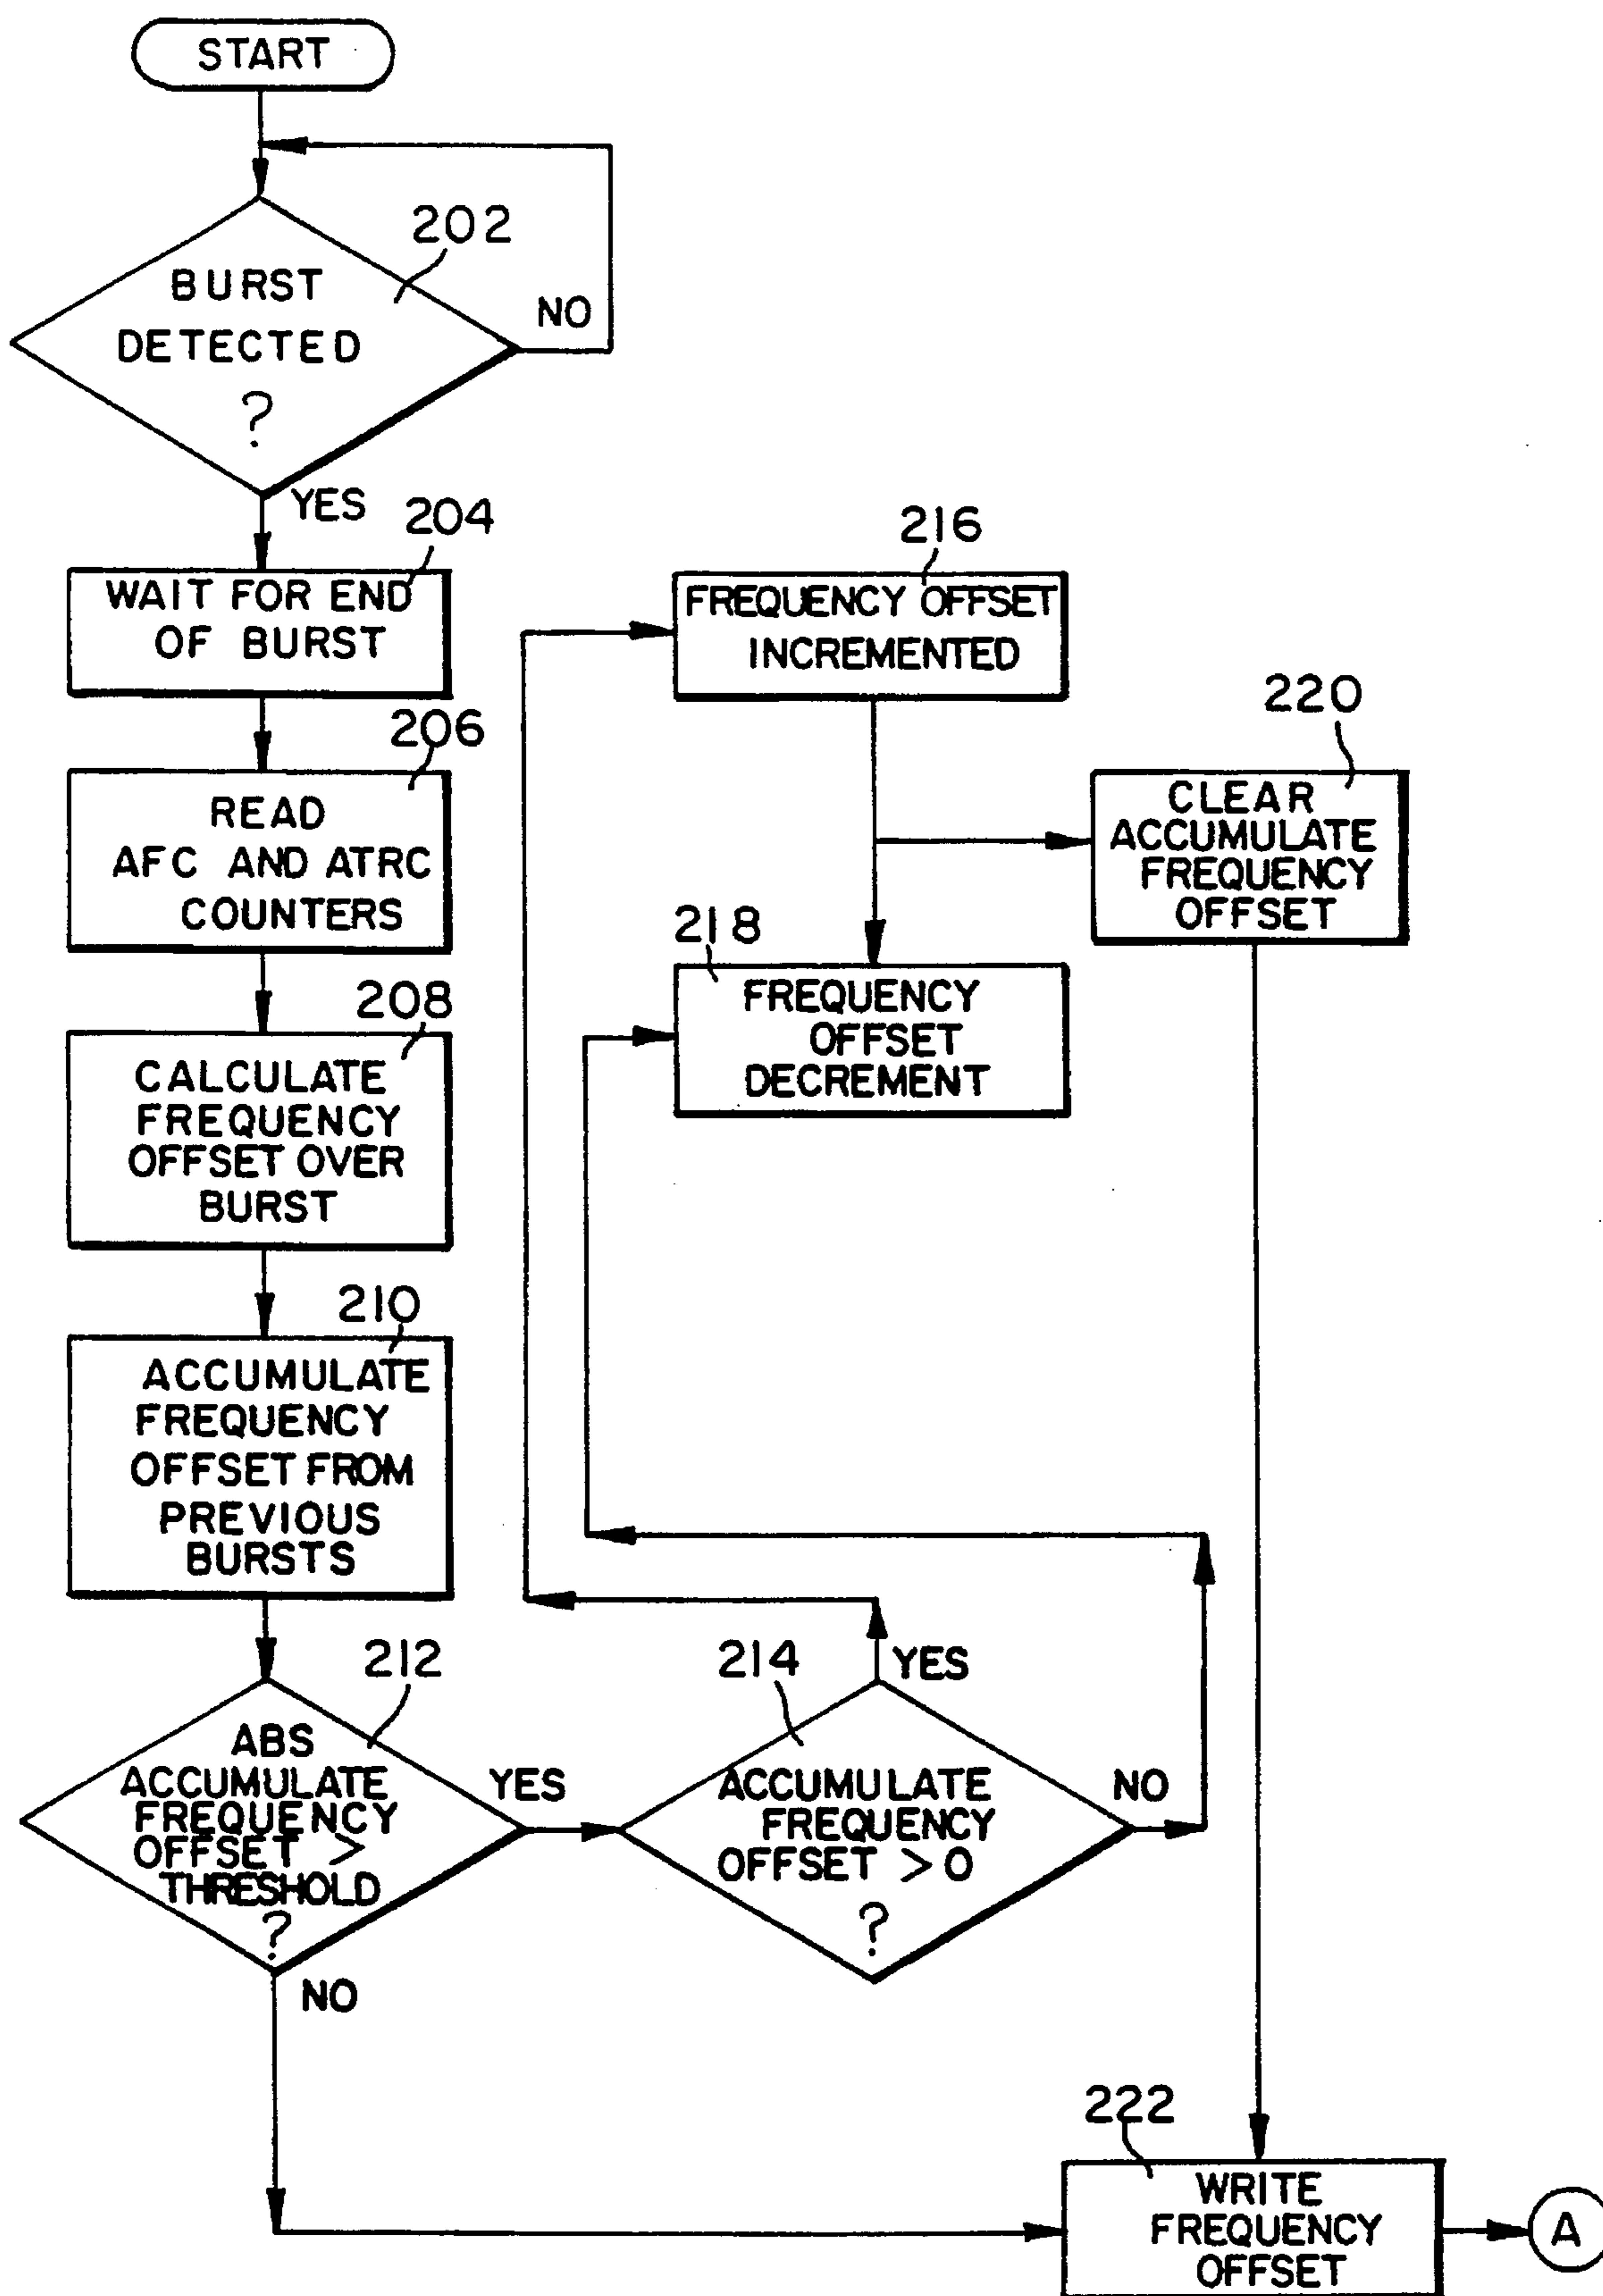 START
202
BURST
DETECTED
?
NO
YES
204
WAIT FOR END
OF BURST
206
READ
AFC AND ATRC
COUNTERS
208
CALCULATE
FREQUENCY
OFFSET OVER
BURST
210
ACCUMULATE
FREQUENCY
OFFSET FROM
PREVIOUS
BURSTS
212
ABS
ACCUMULATE
FREQUENCY
OFFSET >
THRESHOLD
?
YES
NO
214
ACCUMULATE
FREQUENCY
OFFSET > 0
?
YES
NO
216
FREQUENCY OFFSET
INCREMENTED
218
FREQUENCY
OFFSET
DECREMENT
220
CLEAR
ACCUMULATE
FREQUENCY
OFFSET
222
WRITE
FREQUENCY
OFFSET
A